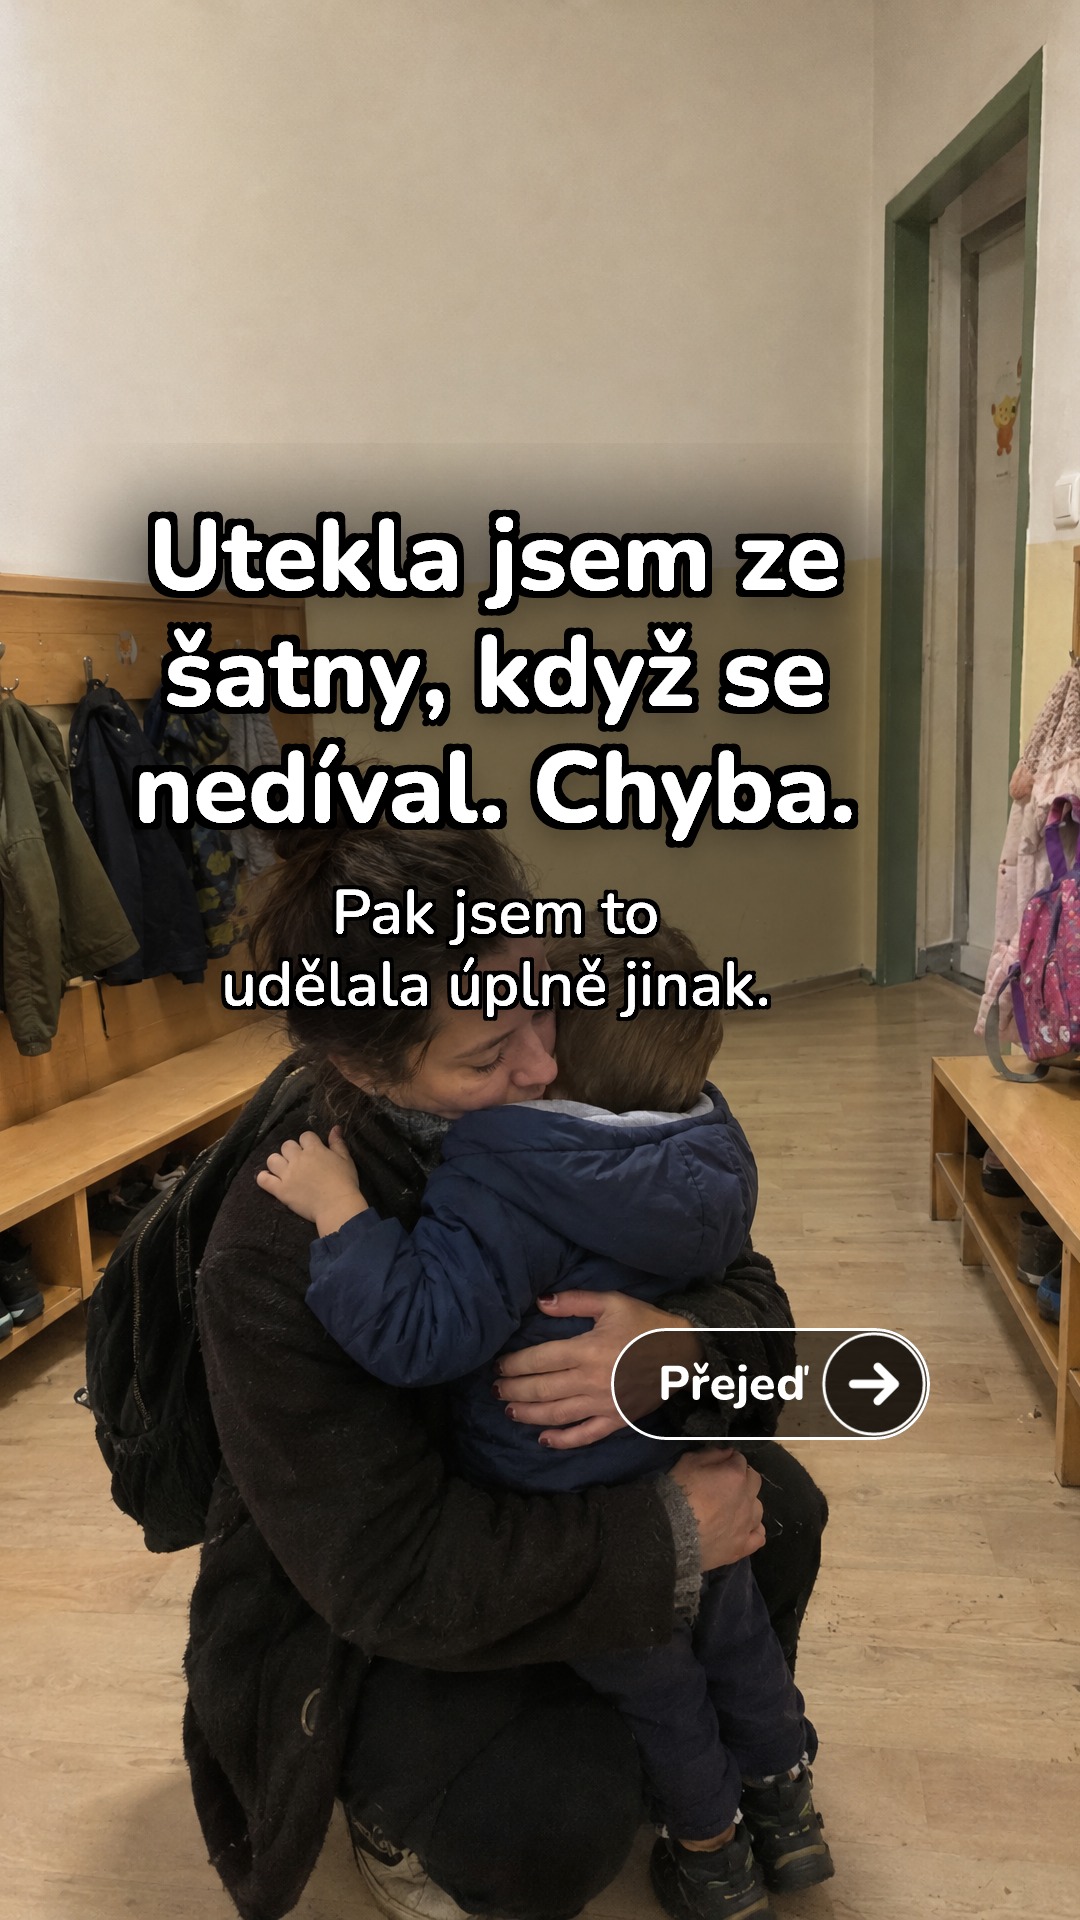 Utekla jsem ze
šatny, když se
nedíval. Chyba.
Pak jsem to
udělala úplně jinak.
Přejeď